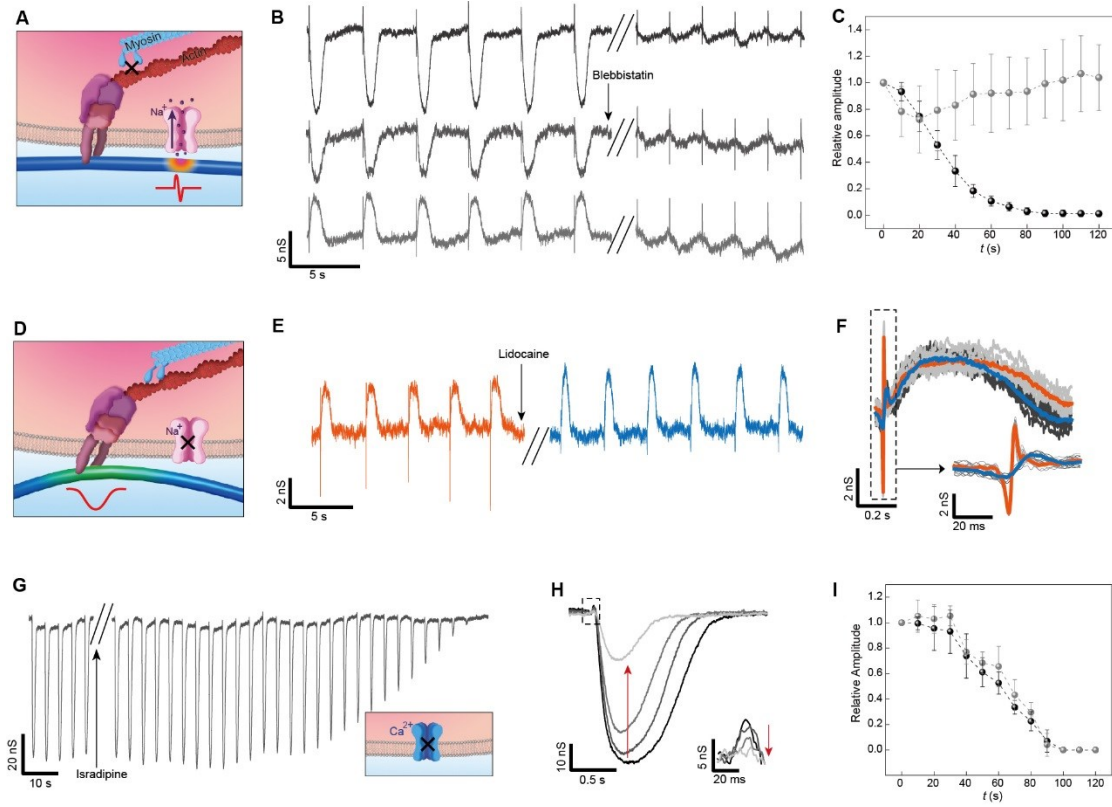 A
Myosin
Actin
Na+
B
Blebbistatin
5 nS
5 s
C
Relative amplitude
1.4
1.2
1.0
0.8
0.6
0.4
0.2
0.0
0 20 40 60 80 100 120
t (s)
D
Na+
E
Lidocaine
2 nS
5 s
F
2 nS
0.2 s
2 nS
20 ms
G
20 nS
10 s
Isradipine
Ca2+
H
10 nS
0.5 s
5 nS
20 ms
I
Relative Amplitude
1.2
1.0
0.8
0.6
0.4
0.2
0.0
0 20 40 60 80 100 120
t (s)